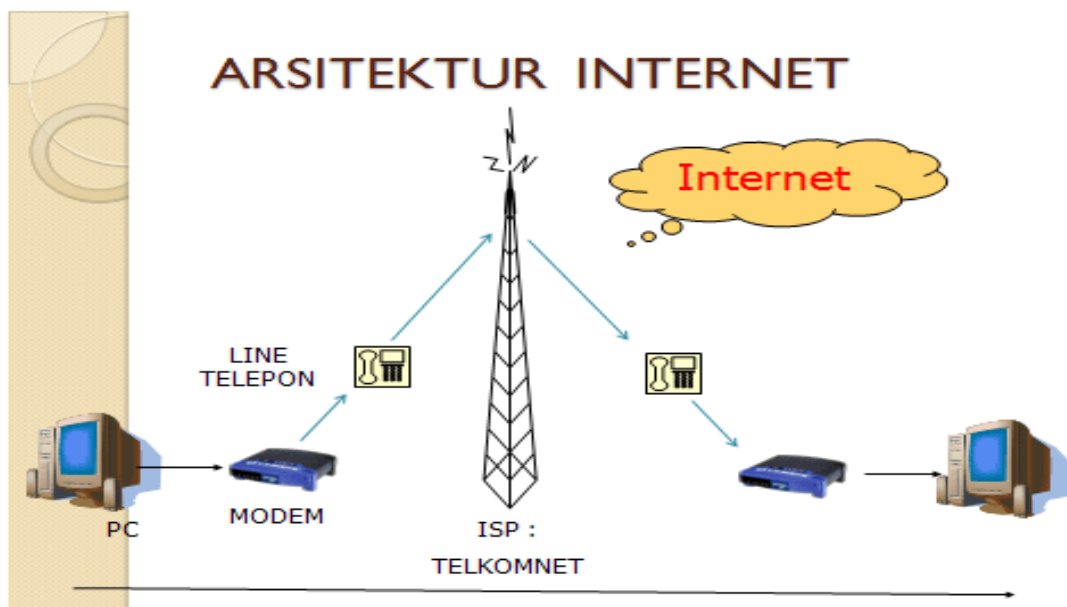 ARSITEKTUR INTERNET
Internet
LINE
TELEPON
PC
MODEM
ISP :
TELKOMNET